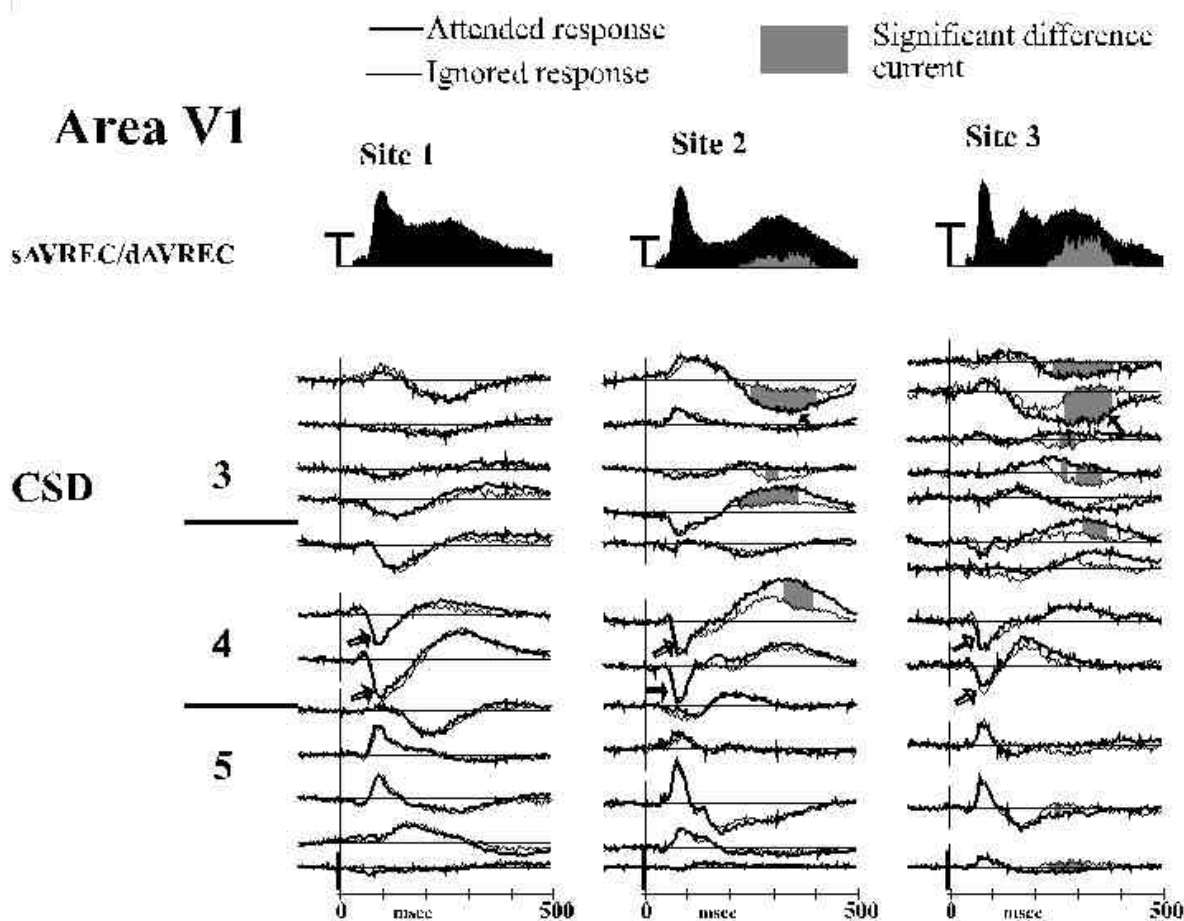 Attended response
Ignored response
Significant difference
current
Area V1
Site 1
Site 2
Site 3
sAVREC/dAVREC
CSD
3
4
5
0 msec 500
0 msec 500
0 msec 500